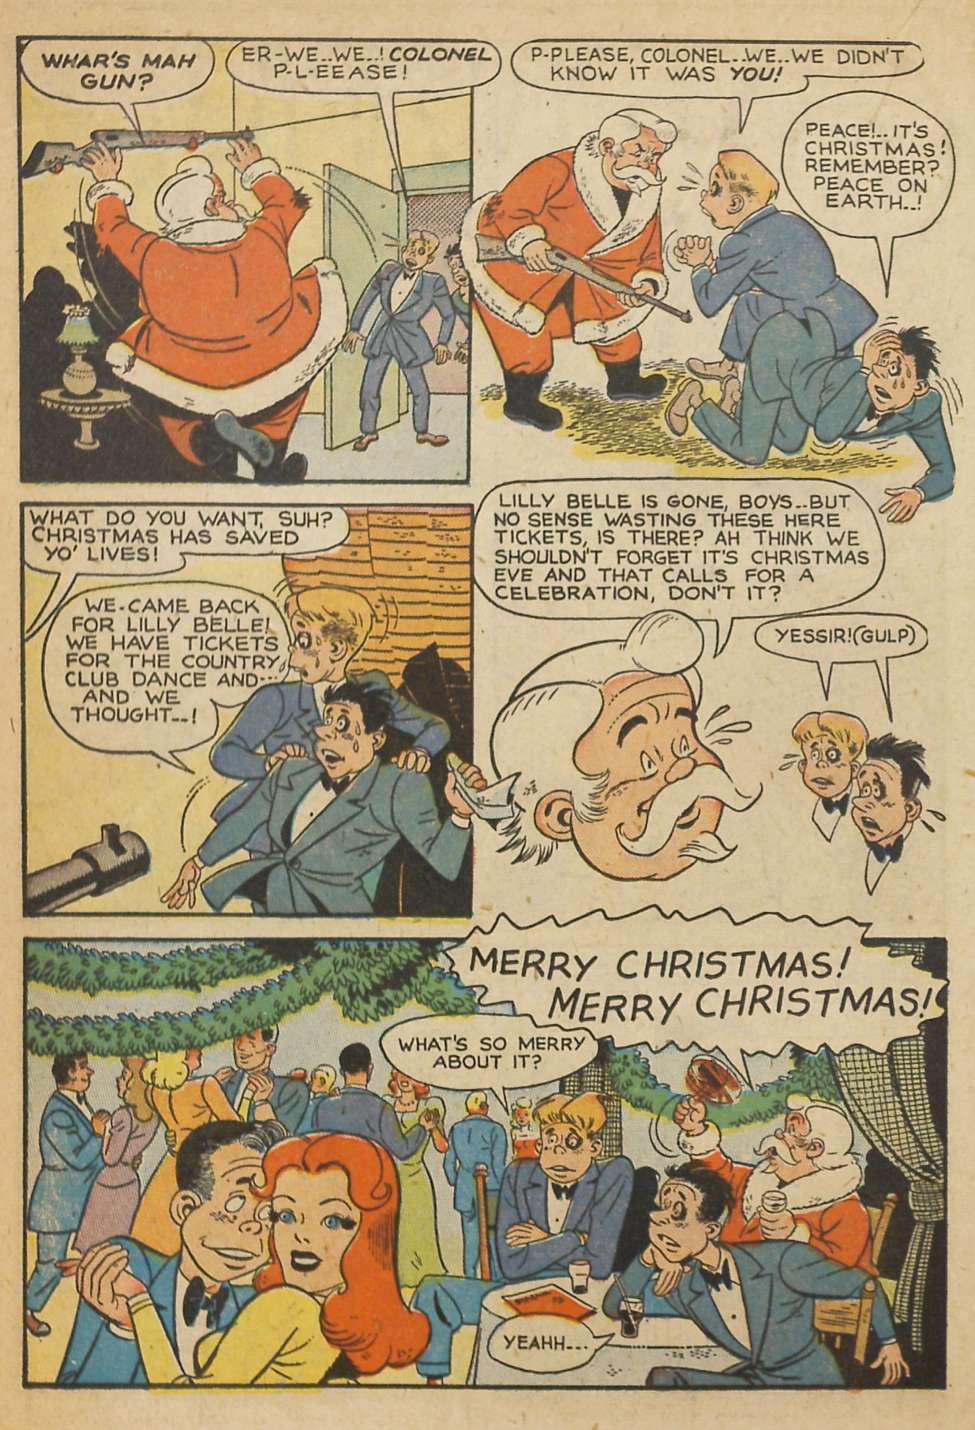 WHAR'S MAH
GUN?
ER-WE..WE..! COLONEL
P-L-EEASE!
P-PLEASE, COLONEL..WE..WE DIDN'T
KNOW IT WAS YOU!
PEACE!..IT'S
CHRISTMAS!
REMEMBER?
PEACE ON
EARTH..!
WHAT DO YOU WANT, SUH?
CHRISTMAS HAS SAVED
YO' LIVES!
WE-CAME BACK
FOR LILLY BELLE!
WE HAVE TICKETS
FOR THE COUNTRY
CLUB DANCE AND...
AND WE
THOUGHT..!
LILLY BELLE IS GONE, BOYS..BUT
NO SENSE WASTING THESE HERE
TICKETS, IS THERE? AH THINK WE
SHOULDN'T FORGET IT'S CHRISTMAS
EVE AND THAT CALLS FOR A
CELEBRATION, DON'T IT?
YESSIR!(GULP)
MERRY CHRISTMAS!
MERRY CHRISTMAS!
WHAT'S SO MERRY
ABOUT IT?
YEAHH...